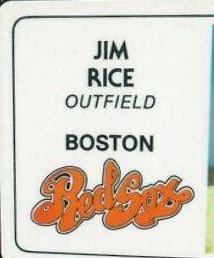 JIM
RICE
OUTFIELD
BOSTON
Red Sox